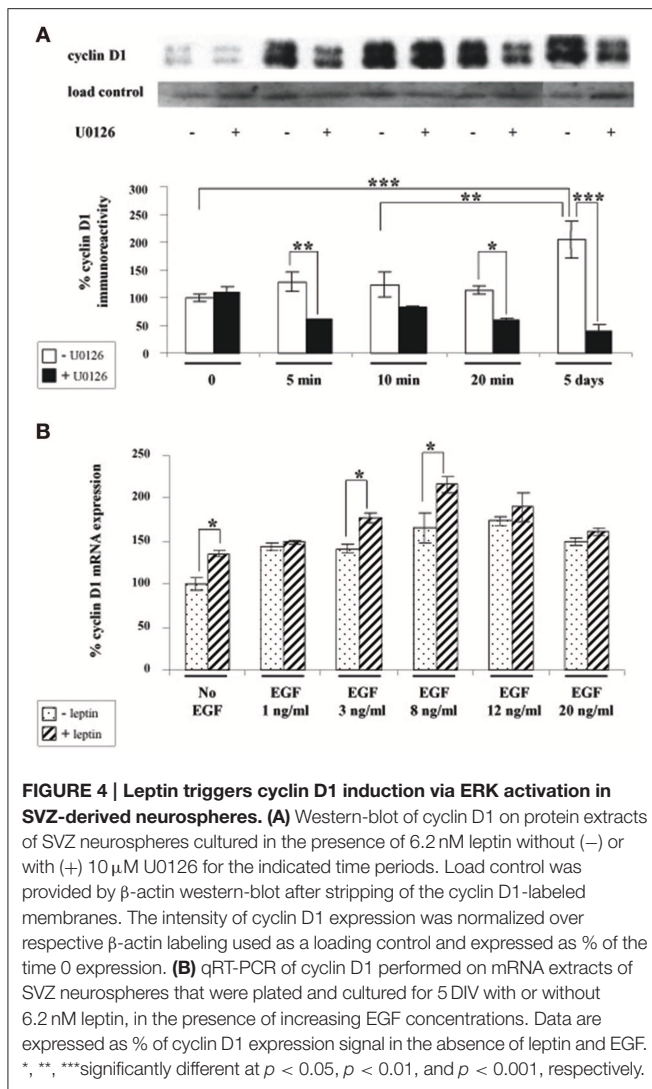 A
cyclin D1
load control
U0126 - + - + - + - + - +
% cyclin D1
immunoreactivity
300
250
200
150
100
50
0
***
** ** ***
*
- U0126
+ U0126
0 5 min 10 min 20 min 5 days
B
% cyclin D1 mRNA expression
250
200
150
100
50
0
* * *
No EGF EGF EGF EGF EGF
EGF 1 ng/ml 3 ng/ml 8 ng/ml 12 ng/ml 20 ng/ml
- leptin
+ leptin
FIGURE 4 | Leptin triggers cyclin D1 induction via ERK activation in
SVZ-derived neurospheres. (A) Western-blot of cyclin D1 on protein extracts
of SVZ neurospheres cultured in the presence of 6.2 nM leptin without (−) or
with (+) 10 μM U0126 for the indicated time periods. Load control was
provided by β-actin western-blot after stripping of the cyclin D1-labeled
membranes. The intensity of cyclin D1 expression was normalized over
respective β-actin labeling used as a loading control and expressed as % of the
time 0 expression. (B) qRT-PCR of cyclin D1 performed on mRNA extracts of
SVZ neurospheres that were plated and cultured for 5 DIV with or without
6.2 nM leptin, in the presence of increasing EGF concentrations. Data are
expressed as % of cyclin D1 expression signal in the absence of leptin and EGF.
*, **, ***significantly different at p < 0.05, p < 0.01, and p < 0.001, respectively.